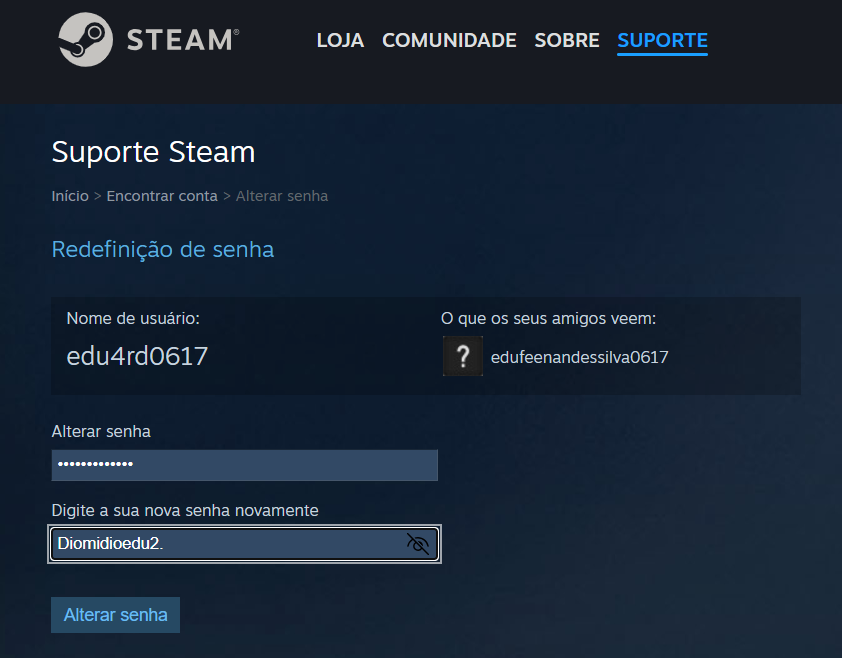 STEAM®
LOJA COMUNIDADE SOBRE SUPORTE
Suporte Steam
Início > Encontrar conta > Alterar senha
Redefinição de senha
Nome de usuário:
O que os seus amigos veem:
edu4rd0617
? edufeenandessilva0617
Alterar senha
•••••••••••••
Digite a sua nova senha novamente
Diomidioedu2.
Alterar senha